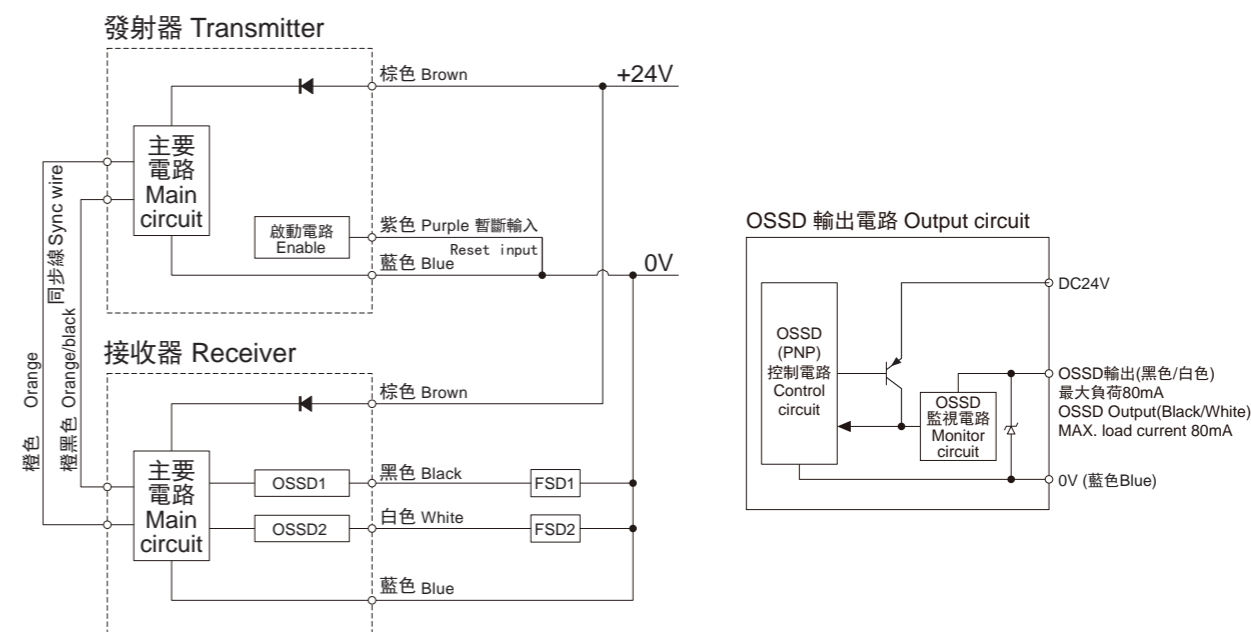 發射器 Transmitter
棕色 Brown
+24V
主要
電路
Main
circuit
啟動電路
Enable
紫色 Purple 暫斷輸入
Reset input
藍色 Blue
0V
同步線 Sync wire
橙色 Orange
橙黑色 Orange/black
接收器 Receiver
棕色 Brown
主要
電路
Main
circuit
OSSD1
黑色 Black
FSD1
OSSD2
白色 White
FSD2
藍色 Blue
OSSD 輸出電路 Output circuit
DC24V
OSSD
(PNP)
控制電路
Control
circuit
OSSD
監視電路
Monitor
circuit
OSSD輸出(黑色/白色)
最大負荷80mA
OSSD Output(Black/White)
MAX. load current 80mA
0V (藍色Blue)